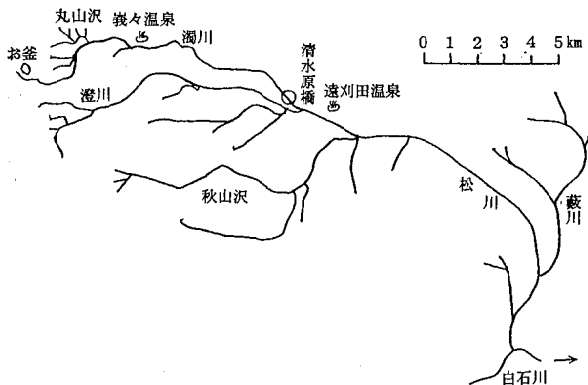 丸山沢
峩々温泉
濁川
お釜
清水原橋
0 1 2 3 4 5 km
遠刈田温泉
澄川
秋山沢
松川
藪川
白石川